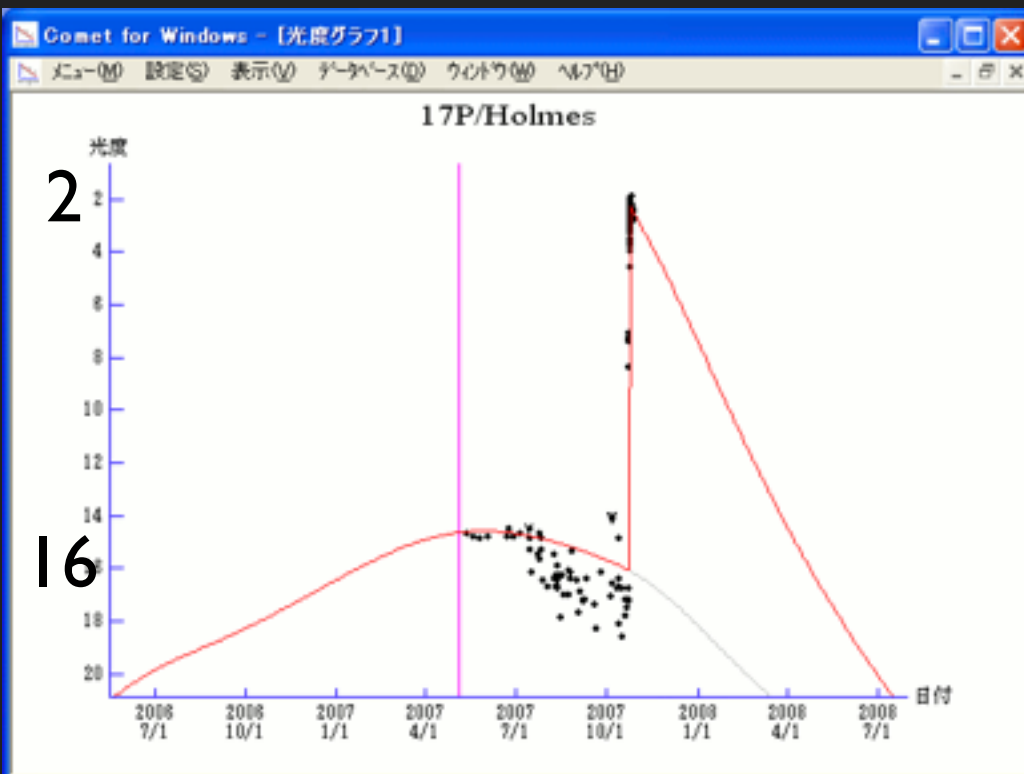 Comet for Windows - [光度グラフ1]
メニュー(M) 設定(S) 表示(V) データベース(D) ウィンドウ(W) ヘルプ(H)
17P/Holmes
光度
2
2
4
6
8
10
12
14
16
16
18
20
日付
2006 2006 2007 2007 2007 2007 2008 2008 2008
7/1 10/1 1/1 4/1 7/1 10/1 1/1 4/1 7/1